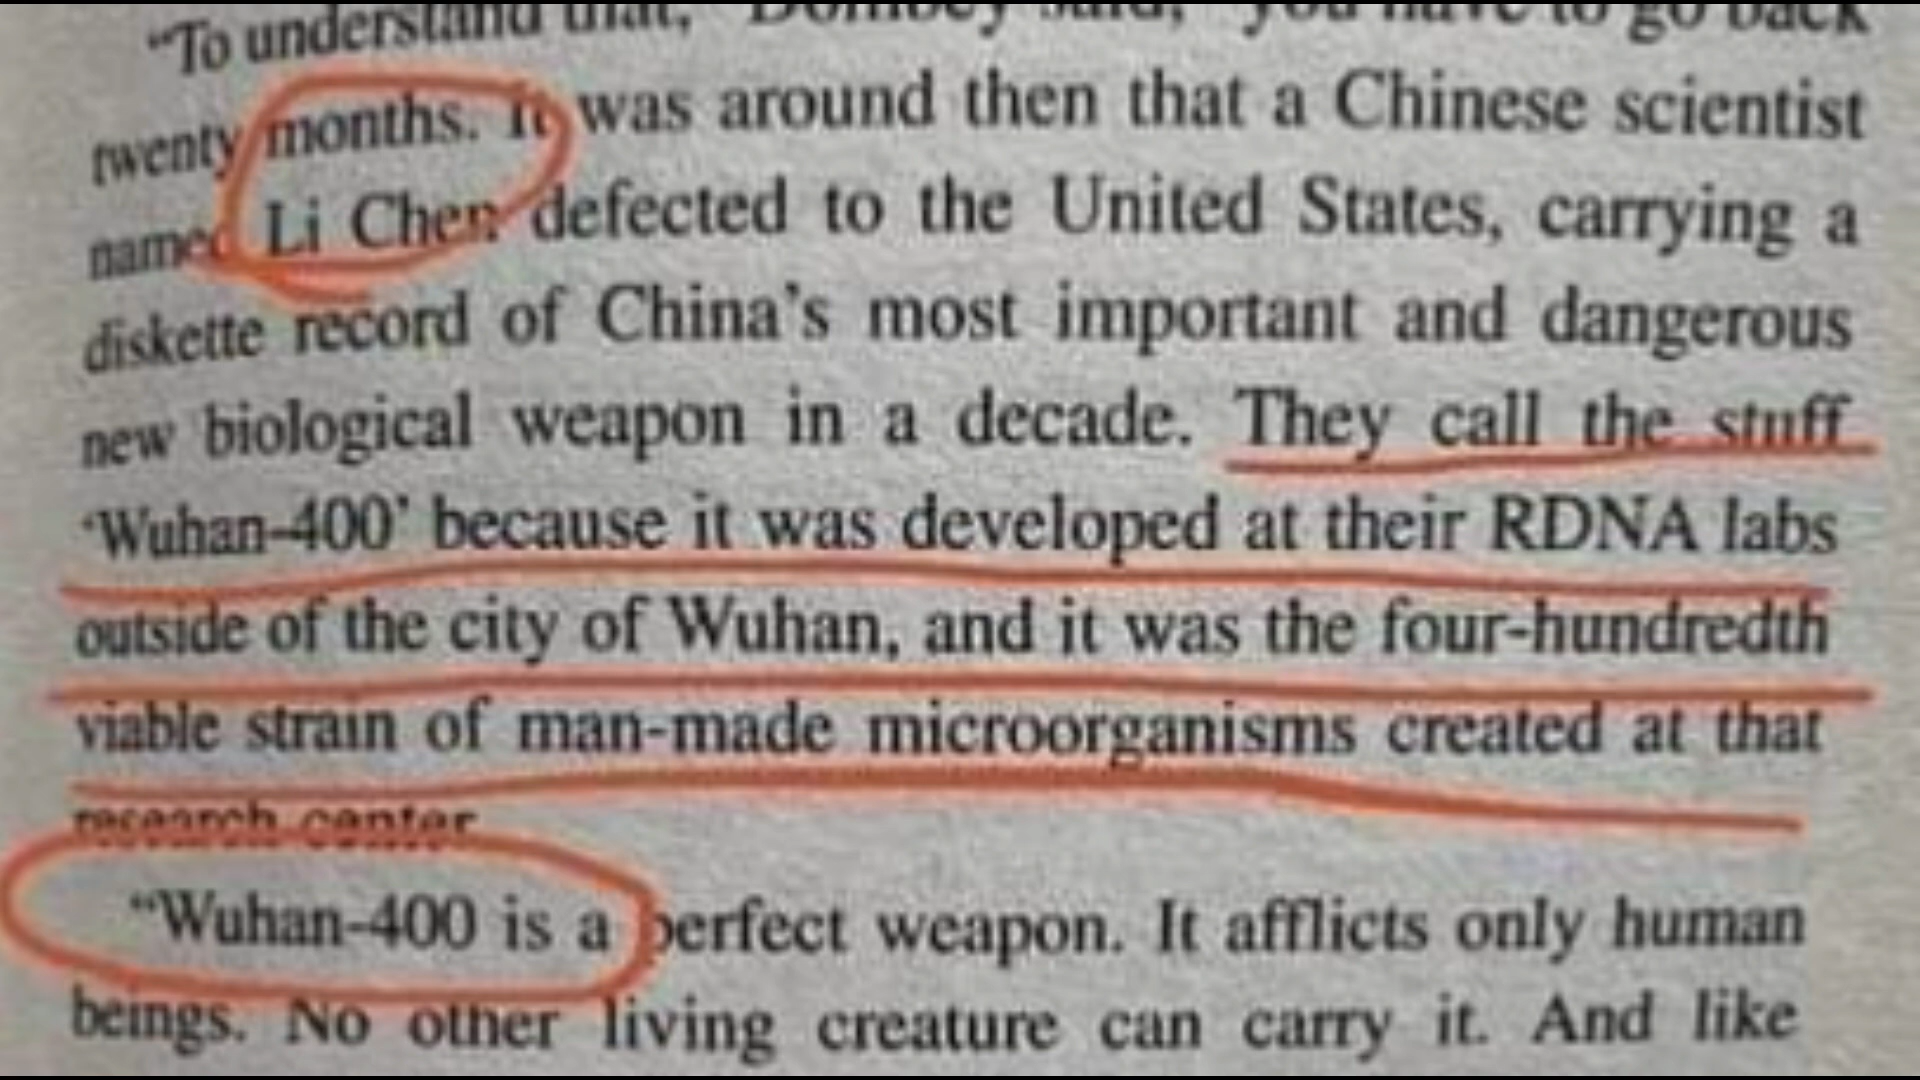 “To understand that,” Dombey said, “you have to go back
twenty months. It was around then that a Chinese scientist
named Li Chen defected to the United States, carrying a
diskette record of China’s most important and dangerous
new biological weapon in a decade. They call the stuff
‘Wuhan-400’ because it was developed at their RDNA labs
outside of the city of Wuhan, and it was the four-hundredth
viable strain of man-made microorganisms created at that
research center.
“Wuhan-400 is a perfect weapon. It afflicts only human
beings. No other living creature can carry it. And like